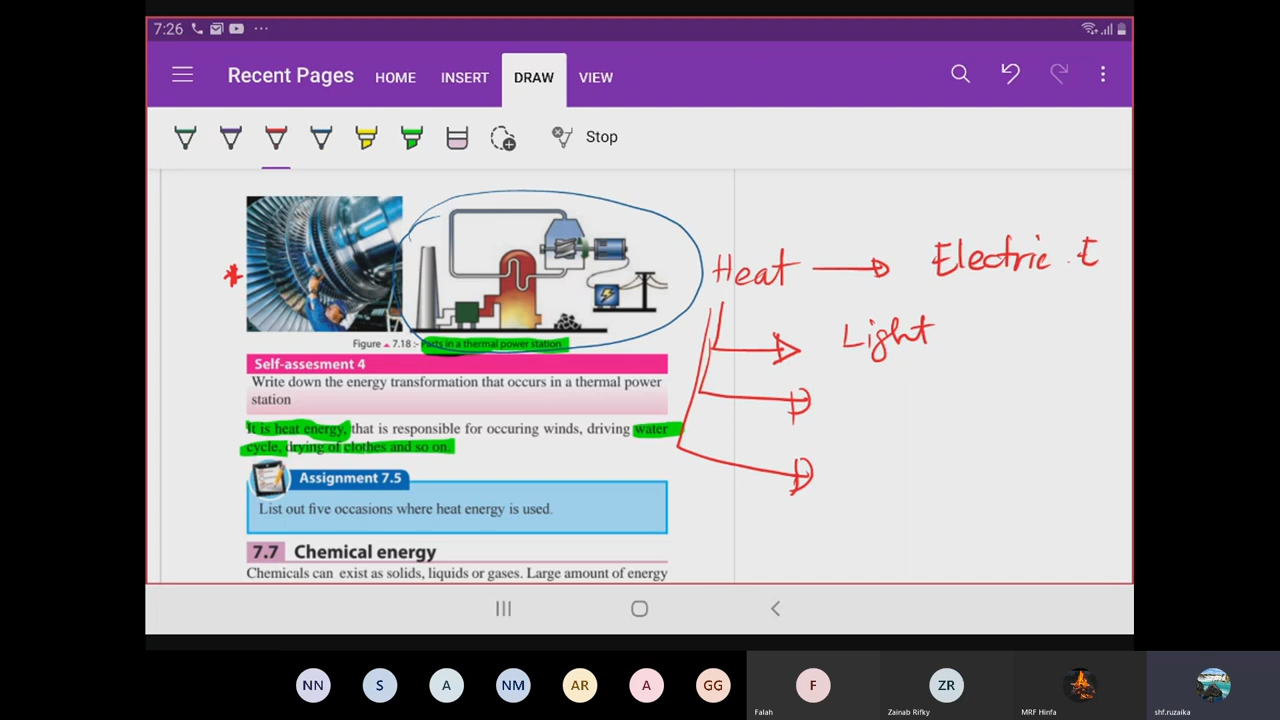 7:26
Recent Pages HOME INSERT DRAW VIEW
Stop
Heat Electric . E
Light
Figure 7.18 :- Parts in a thermal power station
Self-assesment 4
Write down the energy transformation that occurs in a thermal power
station
It is heat energy, that is responsible for occuring winds, driving water
cycle, drying of clothes and so on.
Assignment 7.5
List out five occasions where heat energy is used.
7.7 Chemical energy
Chemicals can exist as solids, liquids or gases. Large amount of energy
NN S A NM AR A GG F ZR
Falah Zainab Rifky MRF Hinfa shf.ruzaika